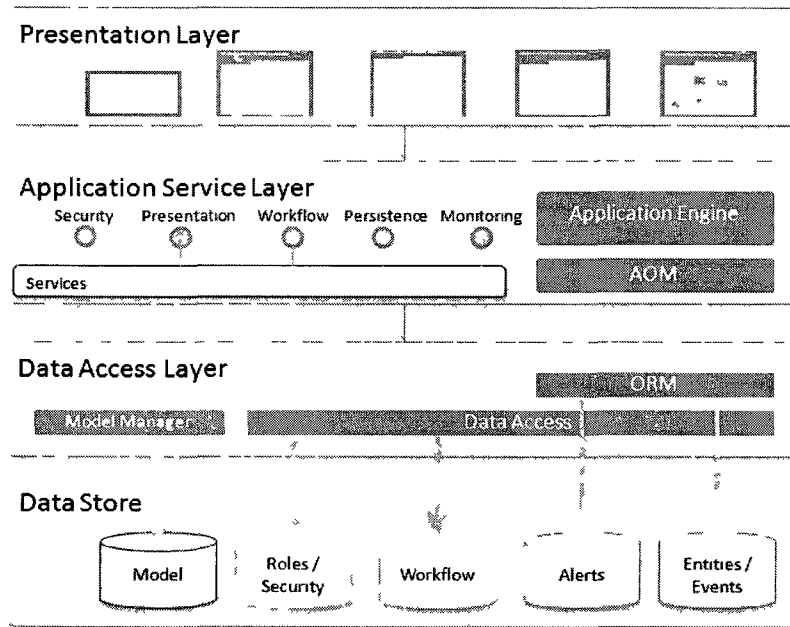 Presentation Layer
Application Service Layer
Security Presentation Workflow Persistence Monitoring
Application Engine
Services
AOM
Data Access Layer
ORM
Model Manager
Data Access
Data Store
Model
Roles /
Security
Workflow
Alerts
Entities /
Events